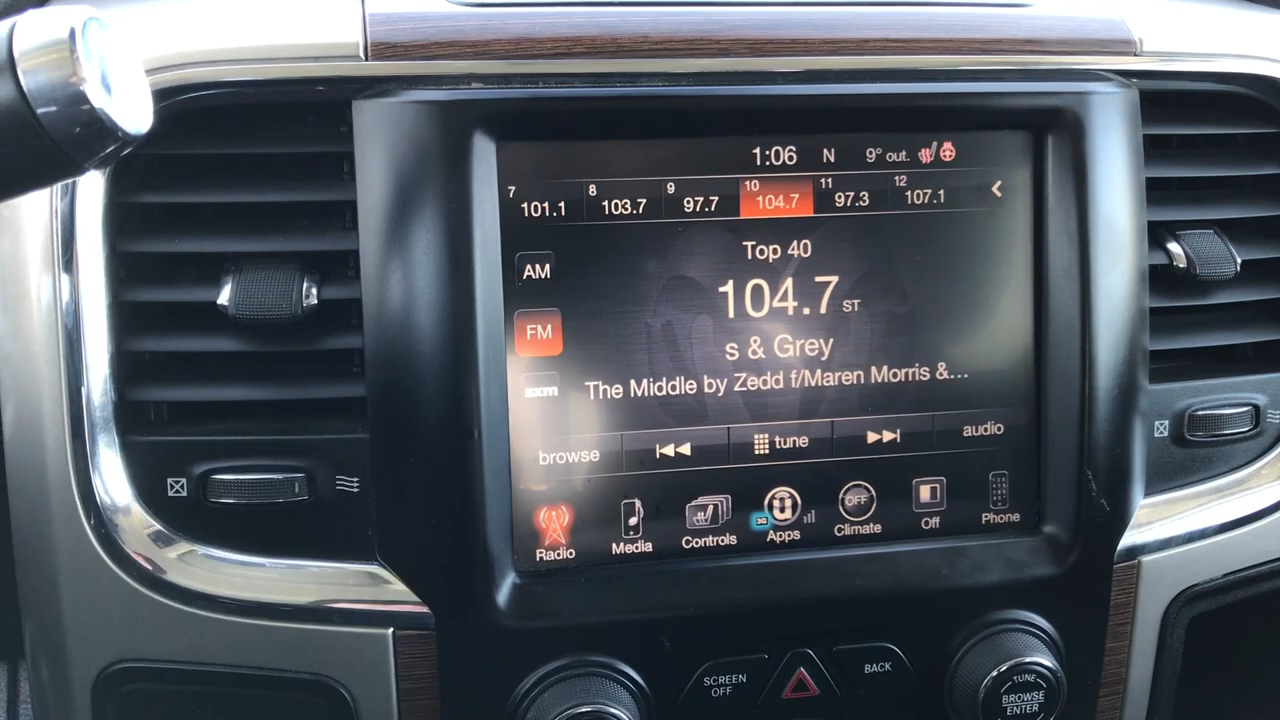 1:06 N 9° out.
7 101.1 8 103.7 9 97.7 10 104.7 11 97.3 12 107.1
Top 40
AM
104.7 ST
FM
s & Grey
sxm
The Middle by Zedd f/Maren Morris &...
browse tune audio
OFF
3G
Radio Media Controls Apps Climate Off Phone
SCREEN OFF
BACK
TUNE
BROWSE
ENTER